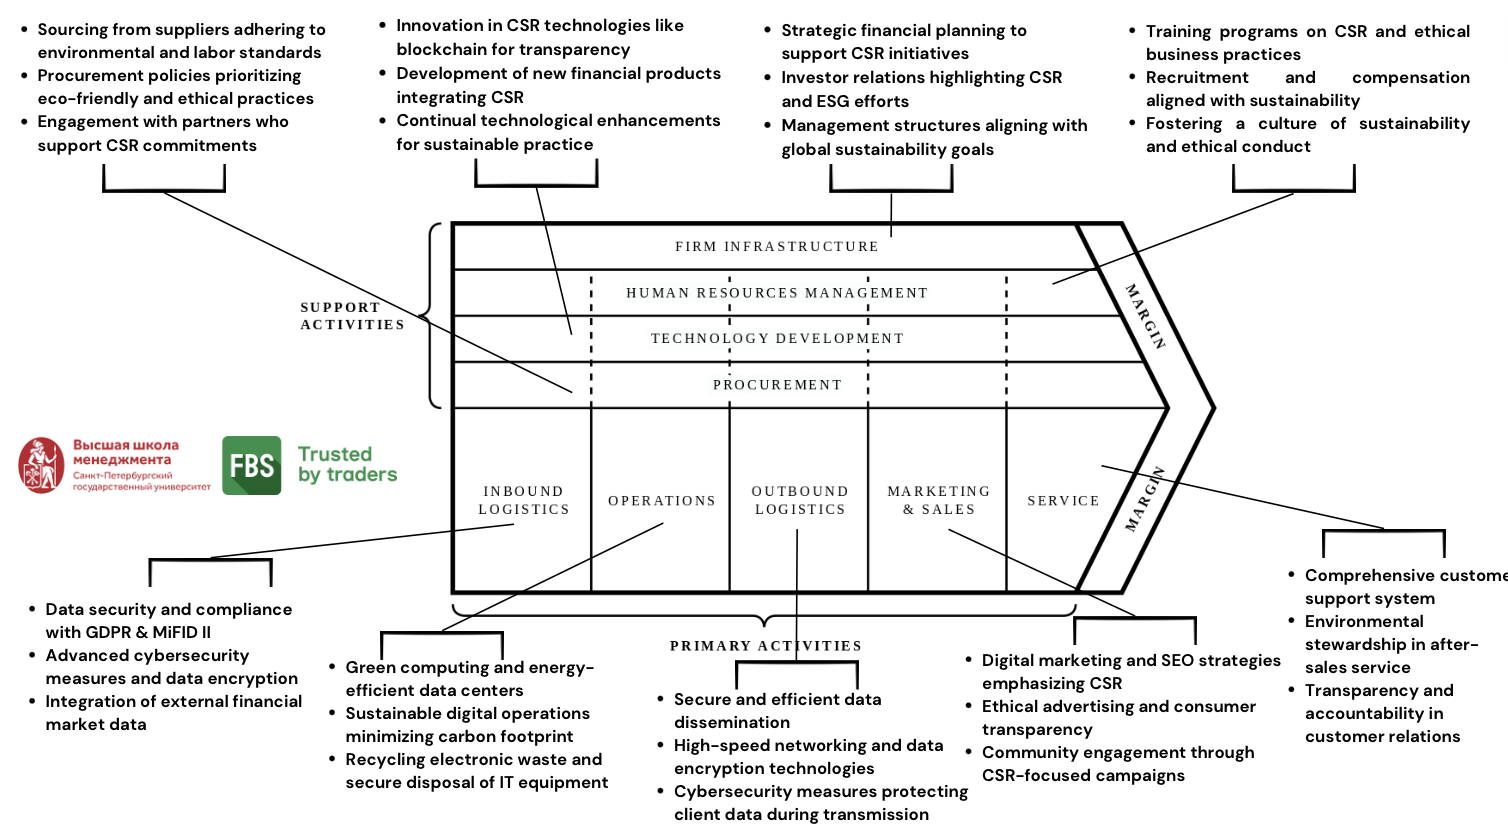 • Sourcing from suppliers adhering to
environmental and labor standards
• Procurement policies prioritizing
eco-friendly and ethical practices
• Engagement with partners who
support CSR commitments
• Innovation in CSR technologies like
blockchain for transparency
• Development of new financial products
integrating CSR
• Continual technological enhancements
for sustainable practice
• Strategic financial planning to
support CSR initiatives
• Investor relations highlighting CSR
and ESG efforts
• Management structures aligning with
global sustainability goals
• Training programs on CSR and ethical
business practices
• Recruitment and compensation
aligned with sustainability
• Fostering a culture of sustainability
and ethical conduct
SUPPORT
ACTIVITIES
FIRM INFRASTRUCTURE
HUMAN RESOURCES MANAGEMENT
TECHNOLOGY DEVELOPMENT
PROCUREMENT
MARGIN
MARGIN
Высшая школа
менеджмента
Санкт-Петербургский
государственный университет
FBS
Trusted
by traders
INBOUND
LOGISTICS
OPERATIONS
OUTBOUND
LOGISTICS
MARKETING
& SALES
SERVICE
PRIMARY ACTIVITIES
• Data security and compliance
with GDPR & MiFID II
• Advanced cybersecurity
measures and data encryption
• Integration of external financial
market data
• Green computing and energy-
efficient data centers
• Sustainable digital operations
minimizing carbon footprint
• Recycling electronic waste and
secure disposal of IT equipment
• Secure and efficient data
dissemination
• High-speed networking and data
encryption technologies
• Cybersecurity measures protecting
client data during transmission
• Digital marketing and SEO strategies
emphasizing CSR
• Ethical advertising and consumer
transparency
• Community engagement through
CSR-focused campaigns
• Comprehensive custome
support system
• Environmental
stewardship in after-
sales service
• Transparency and
accountability in
customer relations